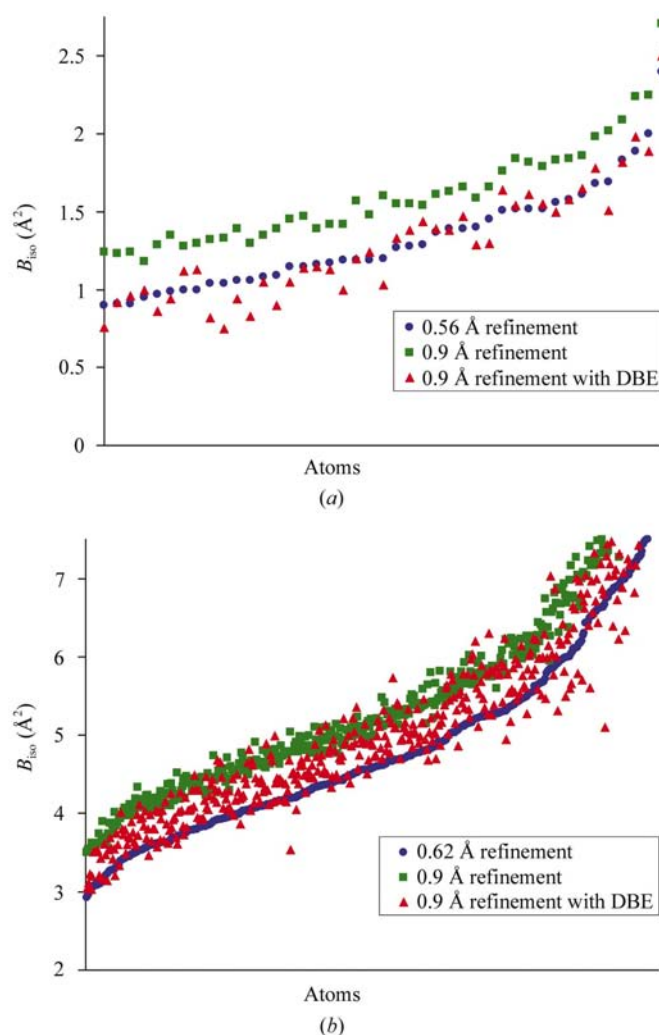 2.5
2
1.5
1
0.5
0
B_iso (Å²)
0.56 Å refinement
0.9 Å refinement
0.9 Å refinement with DBE
Atoms
(a)
7
6
5
4
3
2
B_iso (Å²)
0.62 Å refinement
0.9 Å refinement
0.9 Å refinement with DBE
Atoms
(b)